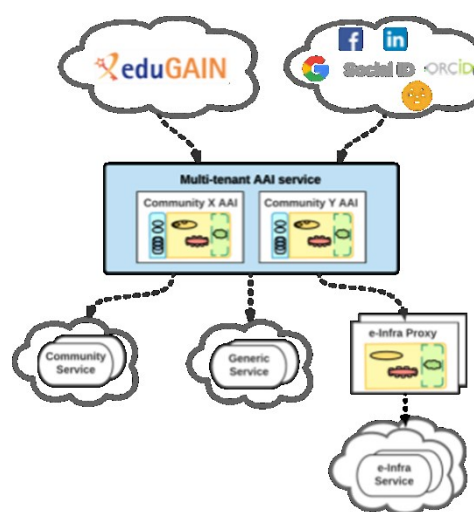 eduGAIN
Social ID
ORCID
Multi-tenant AAI service
Community X AAI
Community Y AAI
Community
Service
Generic
Service
e-Infra Proxy
e-Infra
Service